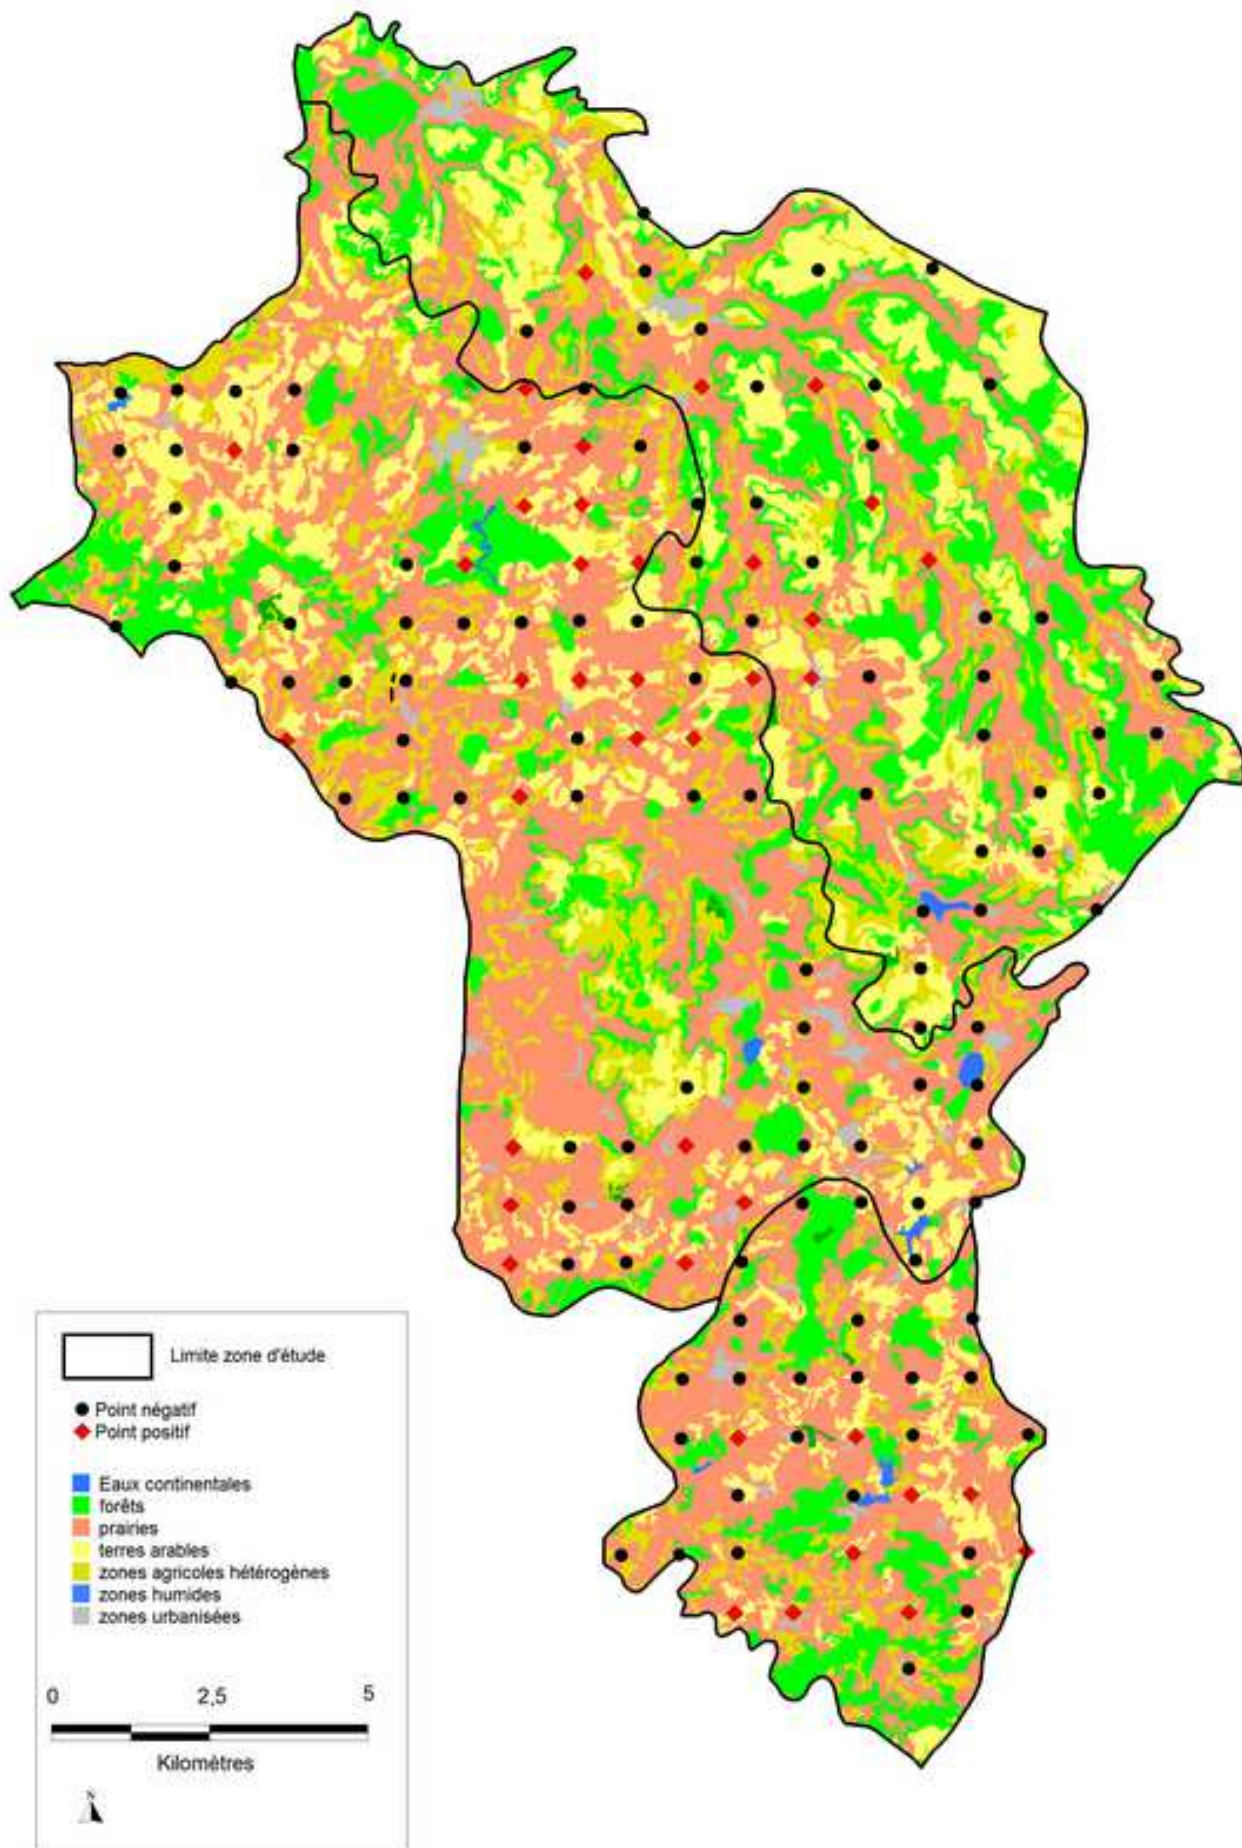 Limite zone d'étude
Point négatif
Point positif
Eaux continentales
forêts
prairies
terres arables
zones agricoles hétérogènes
zones humides
zones urbanisées
0 2,5 5
Kilomètres
N